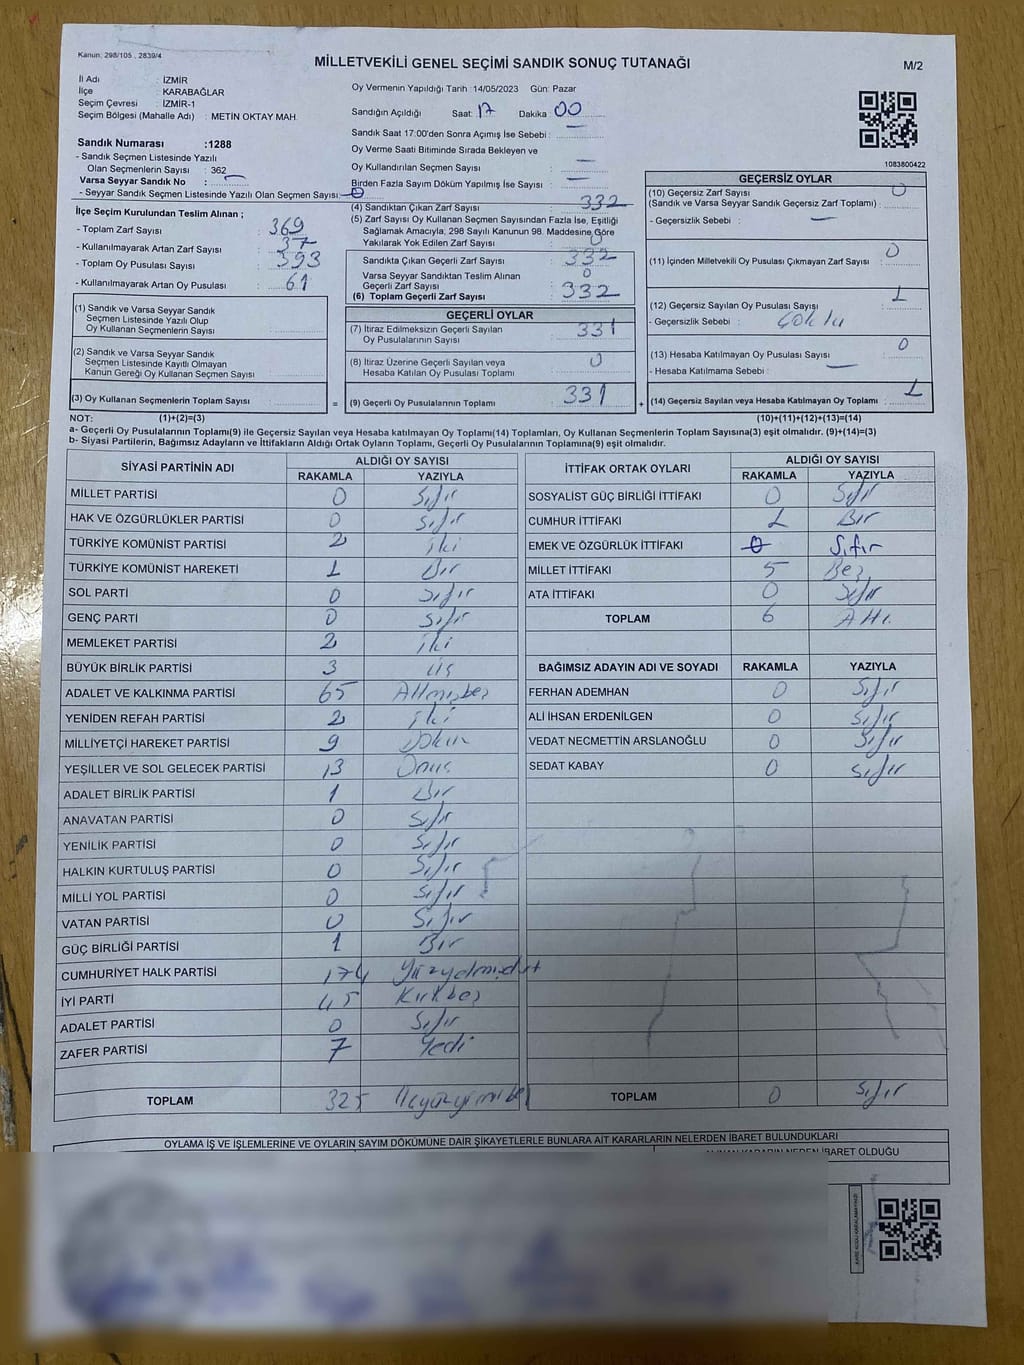 Kanun: 298/105 , 2839/4
MİLLETVEKİLİ GENEL SEÇİMİ SANDIK SONUÇ TUTANAĞI
M/2
İl Adı : İZMİR
İlçe : KARABAĞLAR
Seçim Çevresi : İZMİR-1
Seçim Bölgesi (Mahalle Adı) : METİN OKTAY MAH.
Sandık Numarası :1288
- Sandık Seçmen Listesinde Yazılı
Olan Seçmenlerin Sayısı : 362
Varsa Seyyar Sandık No :
- Seyyar Sandık Seçmen Listesinde Yazılı Olan Seçmen Sayısı: 0
İlçe Seçim Kurulundan Teslim Alınan ;
- Toplam Zarf Sayısı : 369
- Kullanılmayarak Artan Zarf Sayısı : 37
- Toplam Oy Pusulası Sayısı : 393
- Kullanılmayarak Artan Oy Pusulası : 61
Oy Vermenin Yapıldığı Tarih 14/05/2023 Gün: Pazar
Sandığın Açıldığı Saat: 17 Dakika 00
Sandık Saat 17:00'den Sonra Açımış İse Sebebi : —
Oy Verme Saati Bitiminde Sırada Bekleyen ve
Oy Kullandırılan Seçmen Sayısı : —
Birden Fazla Sayım Döküm Yapılmış İse Sayısı : —
(4) Sandıktan Çıkan Zarf Sayısı : 332
(5) Zarf Sayısı Oy Kullanan Seçmen Sayısından Fazla İse, Eşitliği
Sağlamak Amacıyla, 298 Sayılı Kanunun 98. Maddesine Göre
Yakılarak Yok Edilen Zarf Sayısı : 0
Sandıkta Çıkan Geçerli Zarf Sayısı : 332
Varsa Seyyar Sandıktan Teslim Alınan
Geçerli Zarf Sayısı : 0
(6) Toplam Geçerli Zarf Sayısı : 332
1083800422
GEÇERSİZ OYLAR
(10) Geçersiz Zarf Sayısı
(Sandık ve Varsa Seyyar Sandık Geçersiz Zarf Toplamı) : 0
- Geçersizlik Sebebi : —
(11) İçinden Milletvekili Oy Pusulası Çıkmayan Zarf Sayısı : 0
(12) Geçersiz Sayılan Oy Pusulası Sayısı : 1
- Geçersizlik Sebebi :
(13) Hesaba Katılmayan Oy Pusulası Sayısı : 0
- Hesaba Katılmama Sebebi : —
(1) Sandık ve Varsa Seyyar Sandık
Seçmen Listesinde Yazılı Olup
Oy Kullanan Seçmenlerin Sayısı :
(2) Sandık ve Varsa Seyyar Sandık
Seçmen Listesinde Kayıtlı Olmayan
Kanun Gereği Oy Kullanan Seçmen Sayısı :
(3) Oy Kullanan Seçmenlerin Toplam Sayısı :
=
GEÇERLİ OYLAR
(7) İtiraz Edilmeksizin Geçerli Sayılan
Oy Pusulalarının Sayısı : 331
(8) İtiraz Üzerine Geçerli Sayılan veya
Hesaba Katılan Oy Pusulası Toplamı : 0
(9) Geçerli Oy Pusulalarının Toplamı : 331
+
(14) Geçersiz Sayılan veya Hesaba Katılmayan Oy Toplamı : 1
NOT: (1)+(2)=(3) (10)+(11)+(12)+(13)=(14)
a- Geçerli Oy Pusulalarının Toplamı(9) ile Geçersiz Sayılan veya Hesaba katılmayan Oy Toplamı(14) Toplamları, Oy Kullanan Seçmenlerin Toplam Sayısına(3) eşit olmalıdır. (9)+(14)=(3)
b- Siyasi Partilerin, Bağımsız Adayların ve İttifakların Aldığı Ortak Oyların Toplamı, Geçerli Oy Pusulalarının Toplamına(9) eşit olmalıdır.
SİYASİ PARTİNİN ADI ALDIĞI OY SAYISI
RAKAMLA YAZIYLA
MİLLET PARTİSİ 0 Sıfır
HAK VE ÖZGÜRLÜKLER PARTİSİ 0 Sıfır
TÜRKİYE KOMÜNİST PARTİSİ 2 iki
TÜRKİYE KOMÜNİST HAREKETİ 1 Bir
SOL PARTİ 0 Sıfır
GENÇ PARTİ 0 Sıfır
MEMLEKET PARTİSİ 2 iki
BÜYÜK BİRLİK PARTİSİ 3 üç
ADALET VE KALKINMA PARTİSİ 65 Altmışbeş
YENİDEN REFAH PARTİSİ 2 iki
MİLLİYETÇİ HAREKET PARTİSİ 9 Dokuz
YEŞİLLER VE SOL GELECEK PARTİSİ 13 Onüç
ADALET BİRLİK PARTİSİ 1 Bir
ANAVATAN PARTİSİ 0 Sıfır
YENİLİK PARTİSİ 0 Sıfır
HALKIN KURTULUŞ PARTİSİ 0 Sıfır
MİLLİ YOL PARTİSİ 0 Sıfır
VATAN PARTİSİ 0 Sıfır
GÜÇ BİRLİĞİ PARTİSİ 1 Bir
CUMHURİYET HALK PARTİSİ 174 Yüzyetmişdört
İYİ PARTİ 45 Kırkbeş
ADALET PARTİSİ 0 Sıfır
ZAFER PARTİSİ 7 Yedi
TOPLAM 325 Üçyüzyirmibeş
İTTİFAK ORTAK OYLARI ALDIĞI OY SAYISI
RAKAMLA YAZIYLA
SOSYALİST GÜÇ BİRLİĞİ İTTİFAKI 0 Sıfır
CUMHUR İTTİFAKI 1 Bir
EMEK VE ÖZGÜRLÜK İTTİFAKI 0 Sıfır
MİLLET İTTİFAKI 5 Beş
ATA İTTİFAKI 0 Sıfır
TOPLAM 6 Altı
BAĞIMSIZ ADAYIN ADI VE SOYADI RAKAMLA YAZIYLA
FERHAN ADEMHAN 0 Sıfır
ALİ İHSAN ERDENİLGEN 0 Sıfır
VEDAT NECMETTİN ARSLANOĞLU 0 Sıfır
SEDAT KABAY 0 Sıfır
TOPLAM 0 Sıfır
OYLAMA İŞ VE İŞLEMLERİNE VE OYLARIN SAYIM DÖKÜMÜNE DAİR ŞİKAYETLERLE BUNLARA AİT KARARLARIN NELERDEN İBARET BULUNDUKLARI
ALINAN KARARIN NEDEN İBARET OLDUĞU